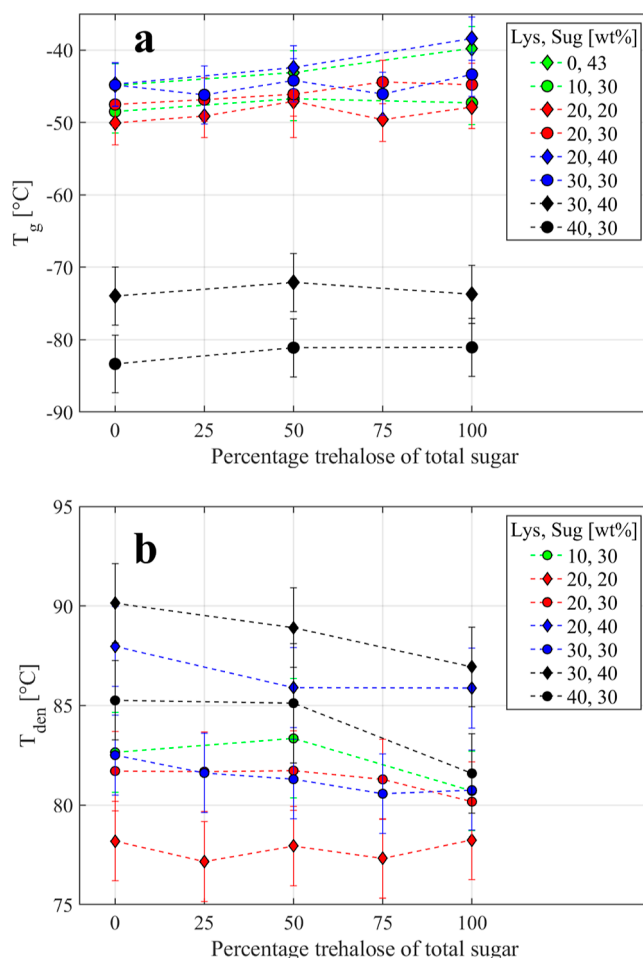 a
-40
-50
-60
-70
-80
-90
T_g [°C]
0 25 50 75 100
Percentage trehalose of total sugar
Lys, Sug [wt%]
0, 43
10, 30
20, 20
20, 30
20, 40
30, 30
30, 40
40, 30
b
95
90
85
80
75
T_den [°C]
0 25 50 75 100
Percentage trehalose of total sugar
Lys, Sug [wt%]
10, 30
20, 20
20, 30
20, 40
30, 30
30, 40
40, 30